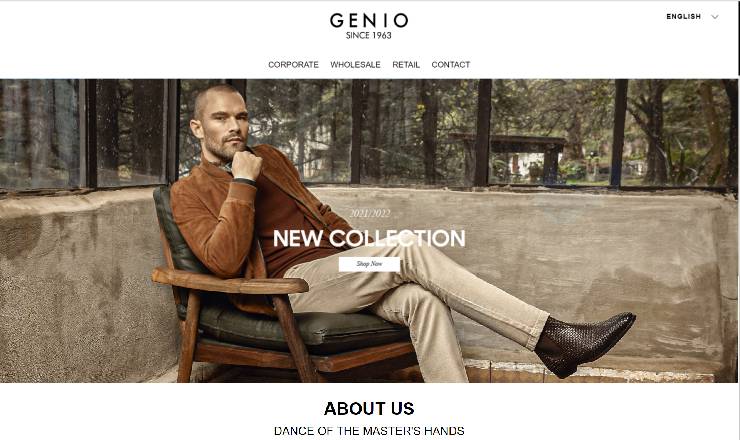 GENIO
SINCE 1963
ENGLISH
CORPORATE WHOLESALE RETAIL CONTACT
2021/2022
NEW COLLECTION
Shop Now
ABOUT US
DANCE OF THE MASTER'S HANDS